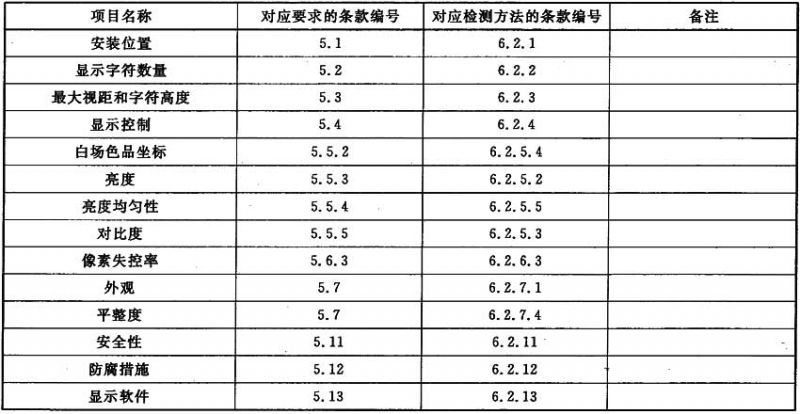 项目名称 对应要求的条款编号 对应检测方法的条款编号 备注
安装位置 5.1 6.2.1
显示字符数量 5.2 6.2.2
最大视距和字符高度 5.3 6.2.3
显示控制 5.4 6.2.4
白场色品坐标 5.5.2 6.2.5.4
亮度 5.5.3 6.2.5.2
亮度均匀性 5.5.4 6.2.5.5
对比度 5.5.5 6.2.5.3
像素失控率 5.6.3 6.2.6.3
外观 5.7 6.2.7.1
平整度 5.7 6.2.7.4
安全性 5.11 6.2.11
防腐措施 5.12 6.2.12
显示软件 5.13 6.2.13